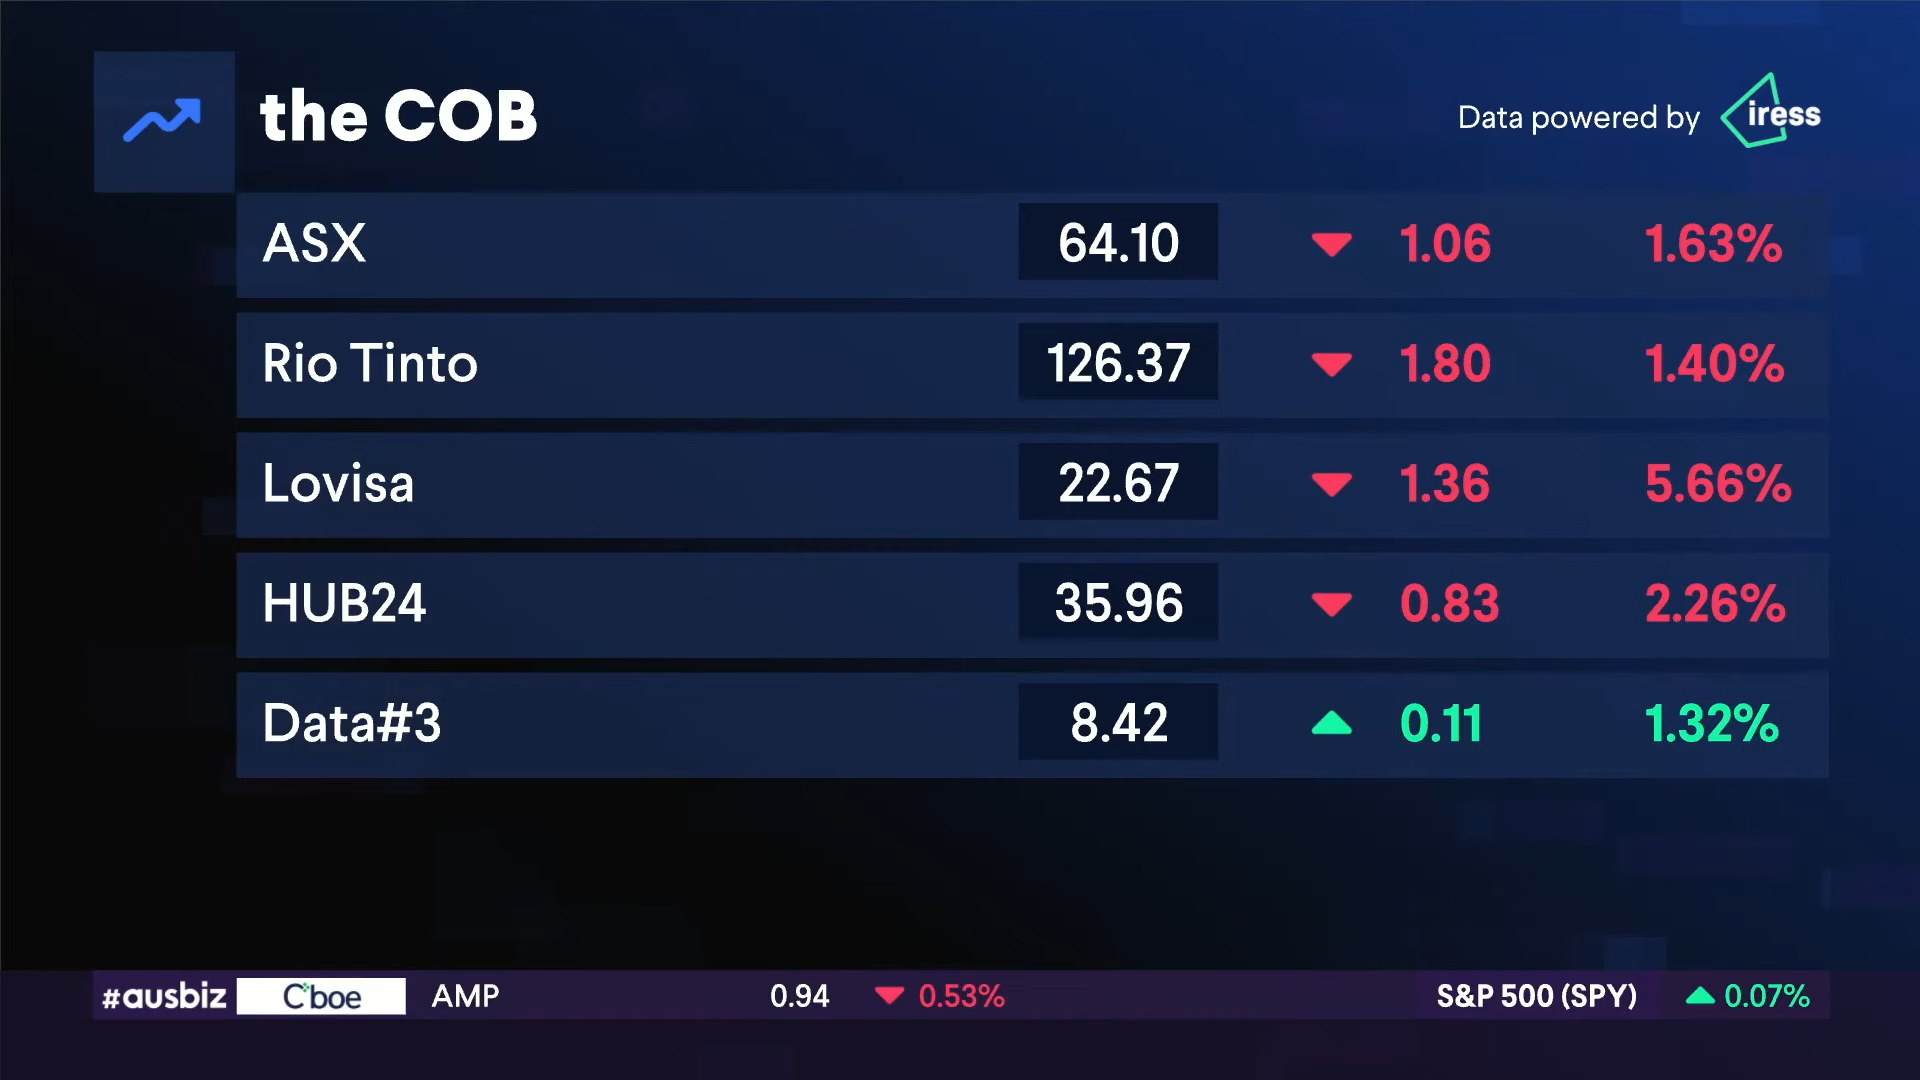 the COB
Data powered by iress
ASX 64.10 ▼ 1.06 1.63%
Rio Tinto 126.37 ▼ 1.80 1.40%
Lovisa 22.67 ▼ 1.36 5.66%
HUB24 35.96 ▼ 0.83 2.26%
Data#3 8.42 ▲ 0.11 1.32%
#ausbiz Cboe AMP 0.94 ▼ 0.53% S&P 500 (SPY) ▲ 0.07%